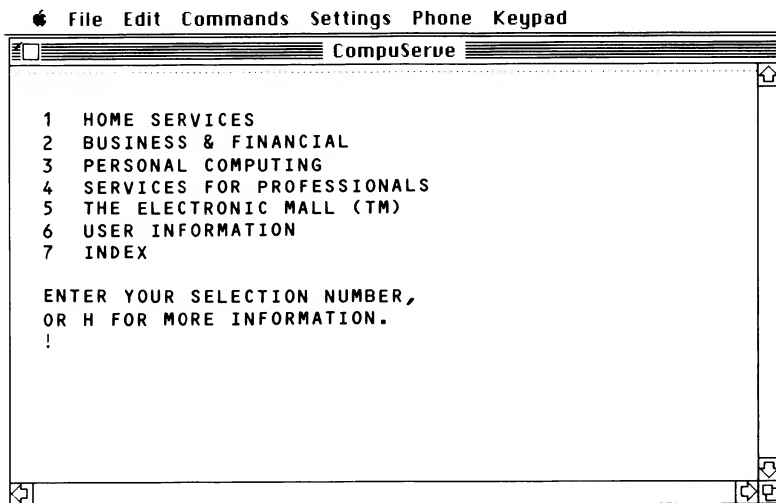 File Edit Commands Settings Phone Keypad
CompuServe
1 HOME SERVICES
2 BUSINESS & FINANCIAL
3 PERSONAL COMPUTING
4 SERVICES FOR PROFESSIONALS
5 THE ELECTRONIC MALL (TM)
6 USER INFORMATION
7 INDEX
ENTER YOUR SELECTION NUMBER,
OR H FOR MORE INFORMATION.
!